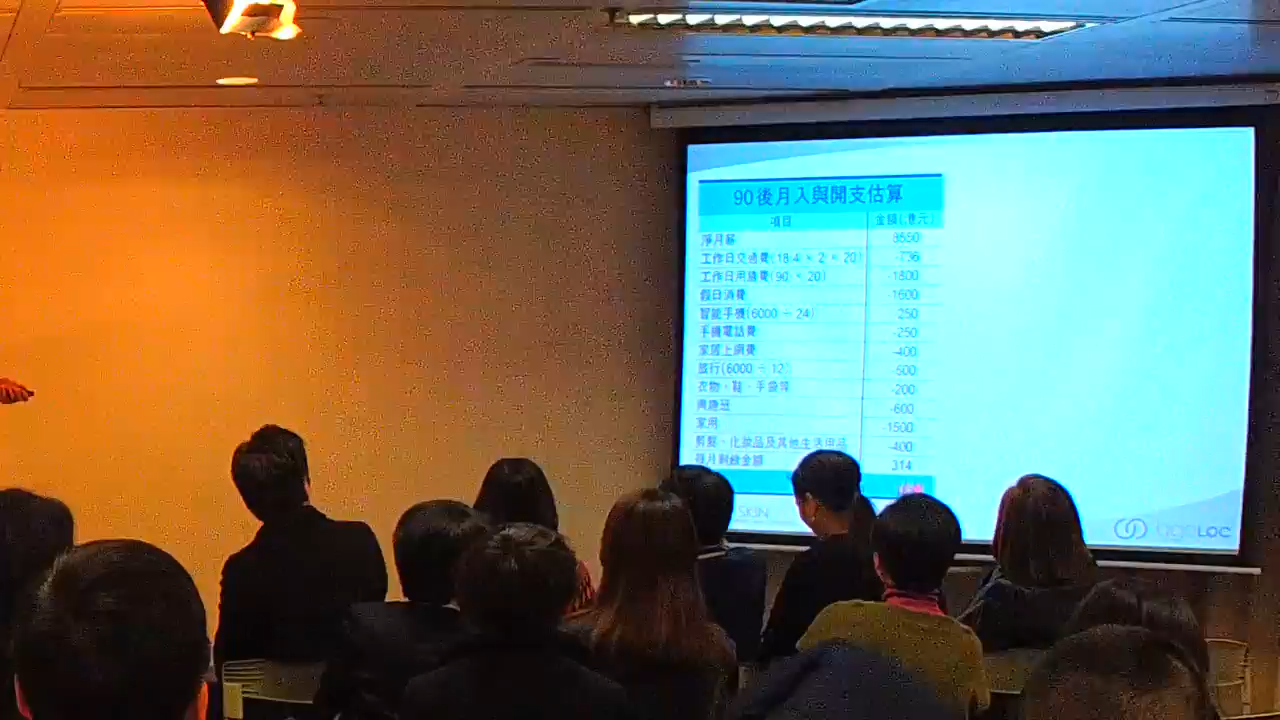 90後月入與開支估算
項目 金額(港元)
淨月薪 8550
工作日交通費(18.4 × 2 × 20) -736
工作日用膳費(90 × 20) -1800
假日消費 -1600
智能手機(6000 ÷ 24) 250
手機電話費 -250
家居上網費 -400
旅行(6000 ÷ 12) -500
衣物、鞋、手袋等 -200
興趣班 -600
家用 -1500
剪髮、化妝品及其他生活用品 -400
每月剩餘金額 314
SKIN
ageLOC